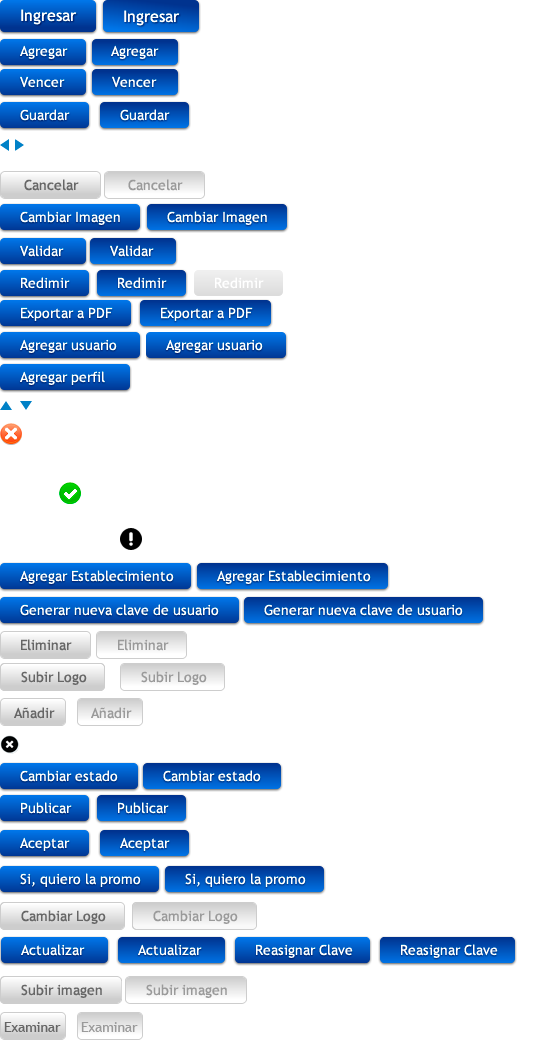 Ingresar Ingresar
Agregar Agregar
Vencer Vencer
Guardar Guardar
Cancelar Cancelar
Cambiar Imagen Cambiar Imagen
Validar Validar
Redimir Redimir Redimir
Exportar a PDF Exportar a PDF
Agregar usuario Agregar usuario
Agregar perfil
Agregar Establecimiento Agregar Establecimiento
Generar nueva clave de usuario Generar nueva clave de usuario
Eliminar Eliminar
Subir Logo Subir Logo
Añadir Añadir
Cambiar estado Cambiar estado
Publicar Publicar
Aceptar Aceptar
Si, quiero la promo Si, quiero la promo
Cambiar Logo Cambiar Logo
Actualizar Actualizar Reasignar Clave Reasignar Clave
Subir imagen Subir imagen
Examinar Examinar